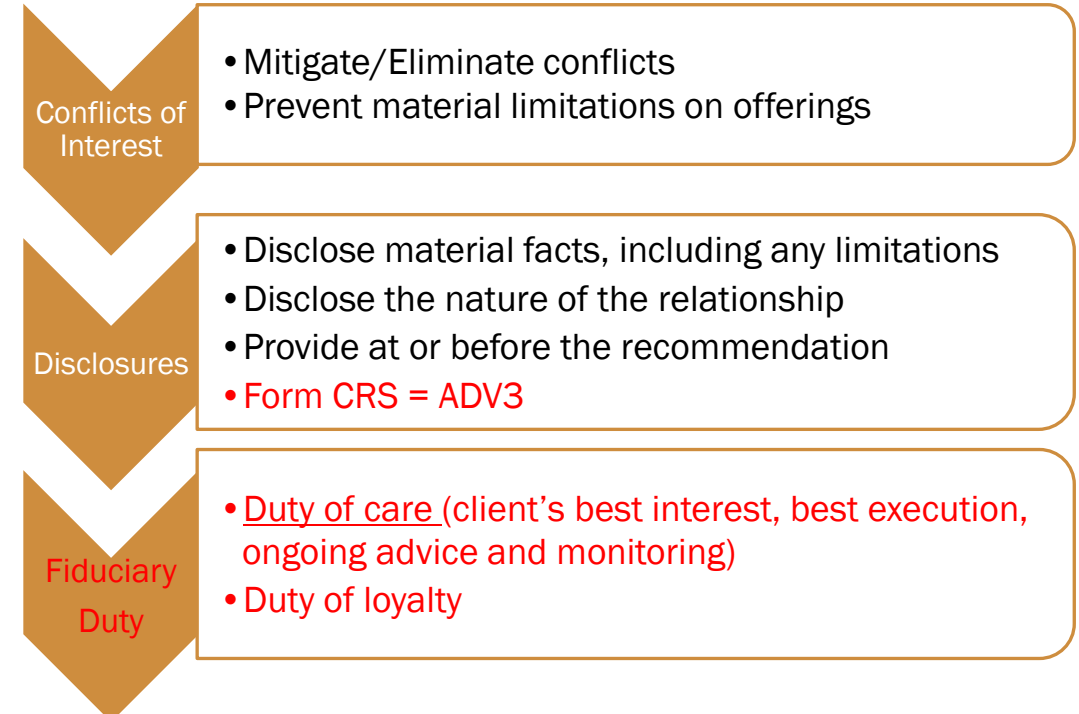 Conflicts of
Interest
•Mitigate/Eliminate conflicts
•Prevent material limitations on offerings
Disclosures
•Disclose material facts, including any limitations
•Disclose the nature of the relationship
•Provide at or before the recommendation
•Form CRS = ADV3
Fiduciary
Duty
•Duty of care (client’s best interest, best execution,
ongoing advice and monitoring)
•Duty of loyalty